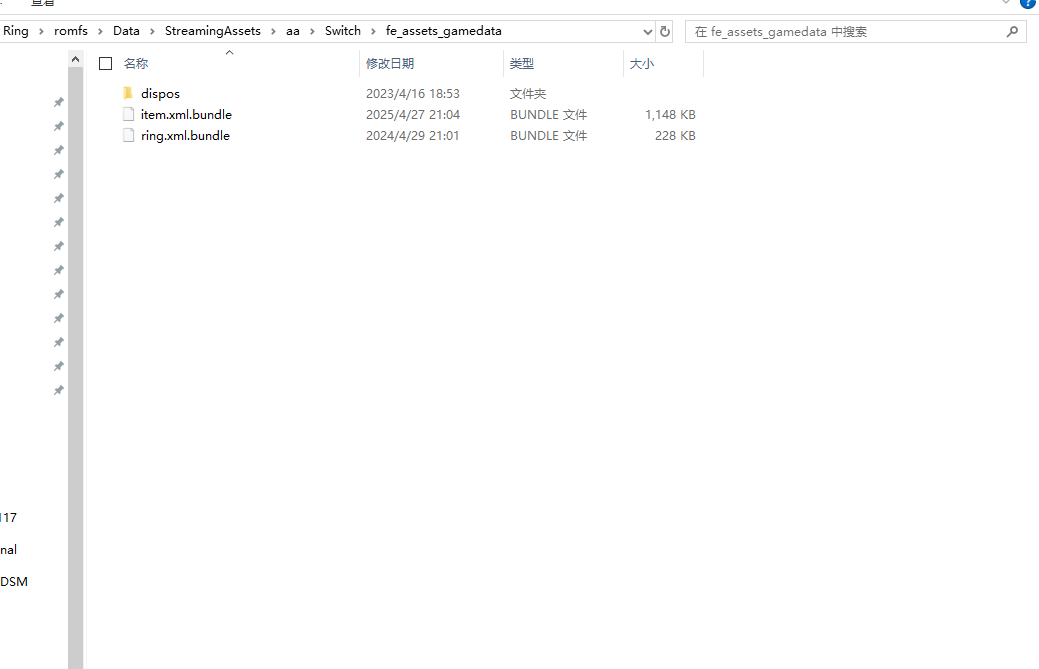 查看
Ring > romfs > Data > StreamingAssets > aa > Switch > fe_assets_gamedata
在 fe_assets_gamedata 中搜索
名称 修改日期 类型 大小
dispos 2023/4/16 18:53 文件夹
item.xml.bundle 2025/4/27 21:04 BUNDLE 文件 1,148 KB
ring.xml.bundle 2024/4/29 21:01 BUNDLE 文件 228 KB
117
nal
DSM